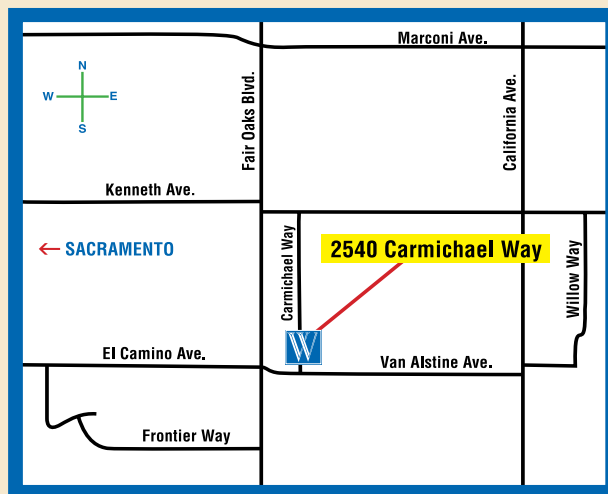 Marconi Ave.
N
W E
S
Fair Oaks Blvd.
California Ave.
Kenneth Ave.
← SACRAMENTO
Carmichael Way
2540 Carmichael Way
Willow Way
W
El Camino Ave.
Van Alstine Ave.
Frontier Way